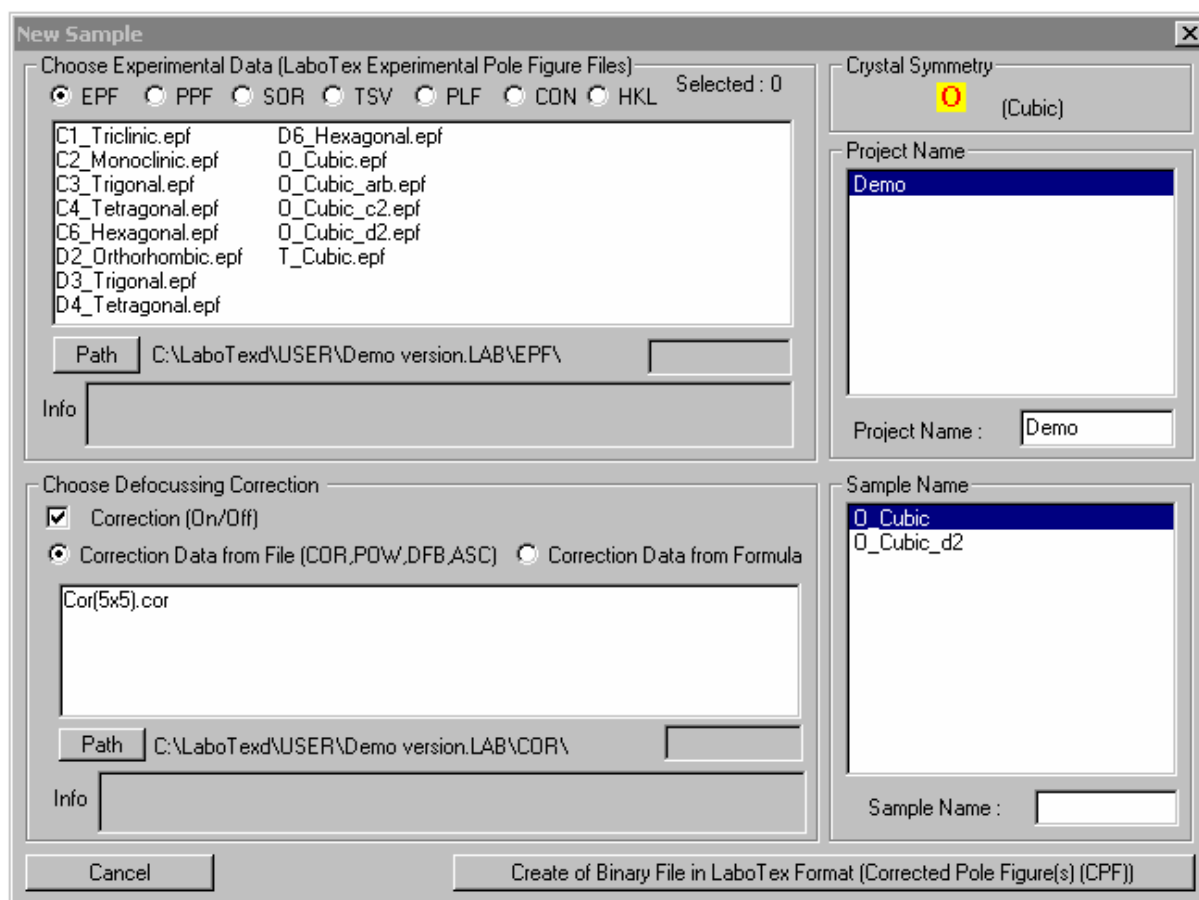 New Sample
Choose Experimental Data (LaboTex Experimental Pole Figure Files)
Selected : 0
EPF PPF SOR TSV PLF CON HKL
C1_Triclinic.epf D6_Hexagonal.epf
C2_Monoclinic.epf O_Cubic.epf
C3_Trigonal.epf O_Cubic_arb.epf
C4_Tetragonal.epf O_Cubic_c2.epf
C6_Hexagonal.epf O_Cubic_d2.epf
D2_Orthorhombic.epf T_Cubic.epf
D3_Trigonal.epf
D4_Tetragonal.epf
Path C:\LaboTexd\USER\Demo version.LAB\EPF\
Info
Crystal Symmetry
O (Cubic)
Project Name
Demo
Project Name : Demo
Choose Defocussing Correction
Correction (On/Off)
Correction Data from File (COR,POW,DFB,ASC) Correction Data from Formula
Cor(5x5).cor
Path C:\LaboTexd\USER\Demo version.LAB\COR\
Info
Sample Name
O_Cubic
O_Cubic_d2
Sample Name :
Cancel
Create of Binary File in LaboTex Format (Corrected Pole Figure(s) (CPF))